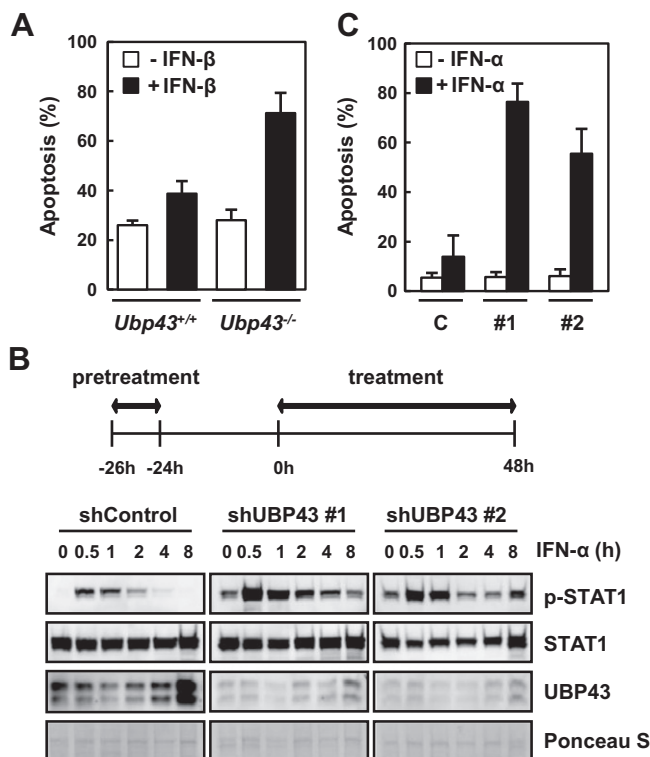 A
- IFN-β
+ IFN-β
100
80
60
40
20
0
Apoptosis (%)
Ubp43+/+ Ubp43-/-
C
- IFN-α
+ IFN-α
100
80
60
40
20
0
Apoptosis (%)
C #1 #2
B
pretreatment treatment
-26h -24h 0h 48h
shControl shUBP43 #1 shUBP43 #2
0 0.5 1 2 4 8 0 0.5 1 2 4 8 0 0.5 1 2 4 8 IFN-α (h)
p-STAT1
STAT1
UBP43
Ponceau S